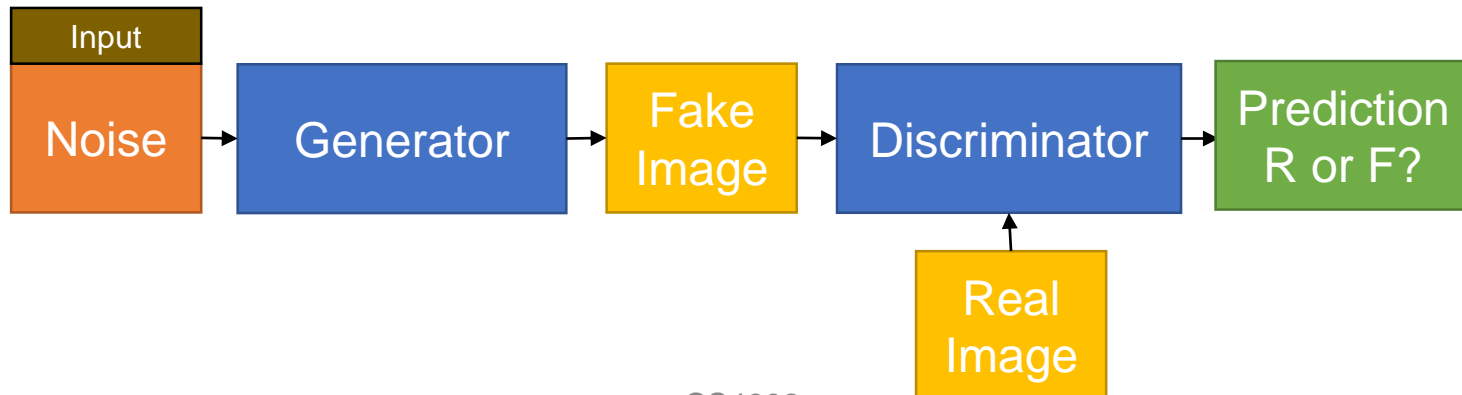 Input
Noise
Generator
Fake
Image
Discriminator
Prediction
R or F?
Real
Image